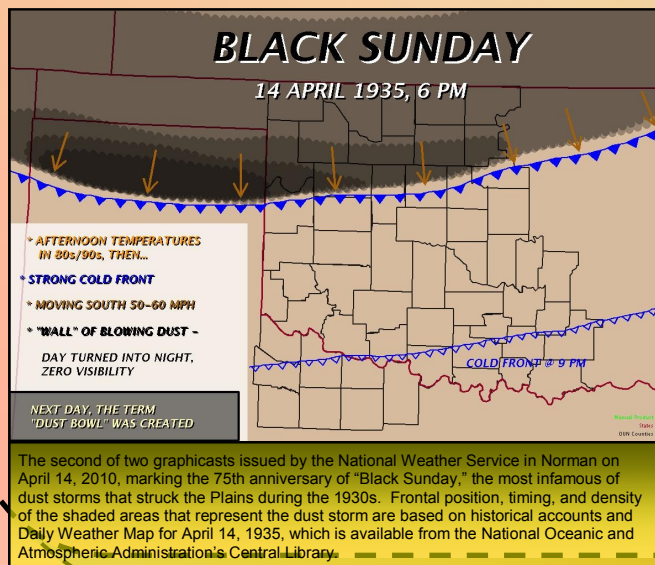 BLACK SUNDAY
14 APRIL 1935, 6 PM
* AFTERNOON TEMPERATURES
IN 80s/90s, THEN...
* STRONG COLD FRONT
* MOVING SOUTH 50-60 MPH
* "WALL" OF BLOWING DUST -
DAY TURNED INTO NIGHT,
ZERO VISIBILITY
COLD FRONT @ 9 PM
NEXT DAY, THE TERM
"DUST BOWL" WAS CREATED
Manual Product
States
OUN Counties
The second of two graphicasts issued by the National Weather Service in Norman on
April 14, 2010, marking the 75th anniversary of “Black Sunday,” the most infamous of
dust storms that struck the Plains during the 1930s. Frontal position, timing, and density
of the shaded areas that represent the dust storm are based on historical accounts and
Daily Weather Map for April 14, 1935, which is available from the National Oceanic and
Atmospheric Administration’s Central Library.